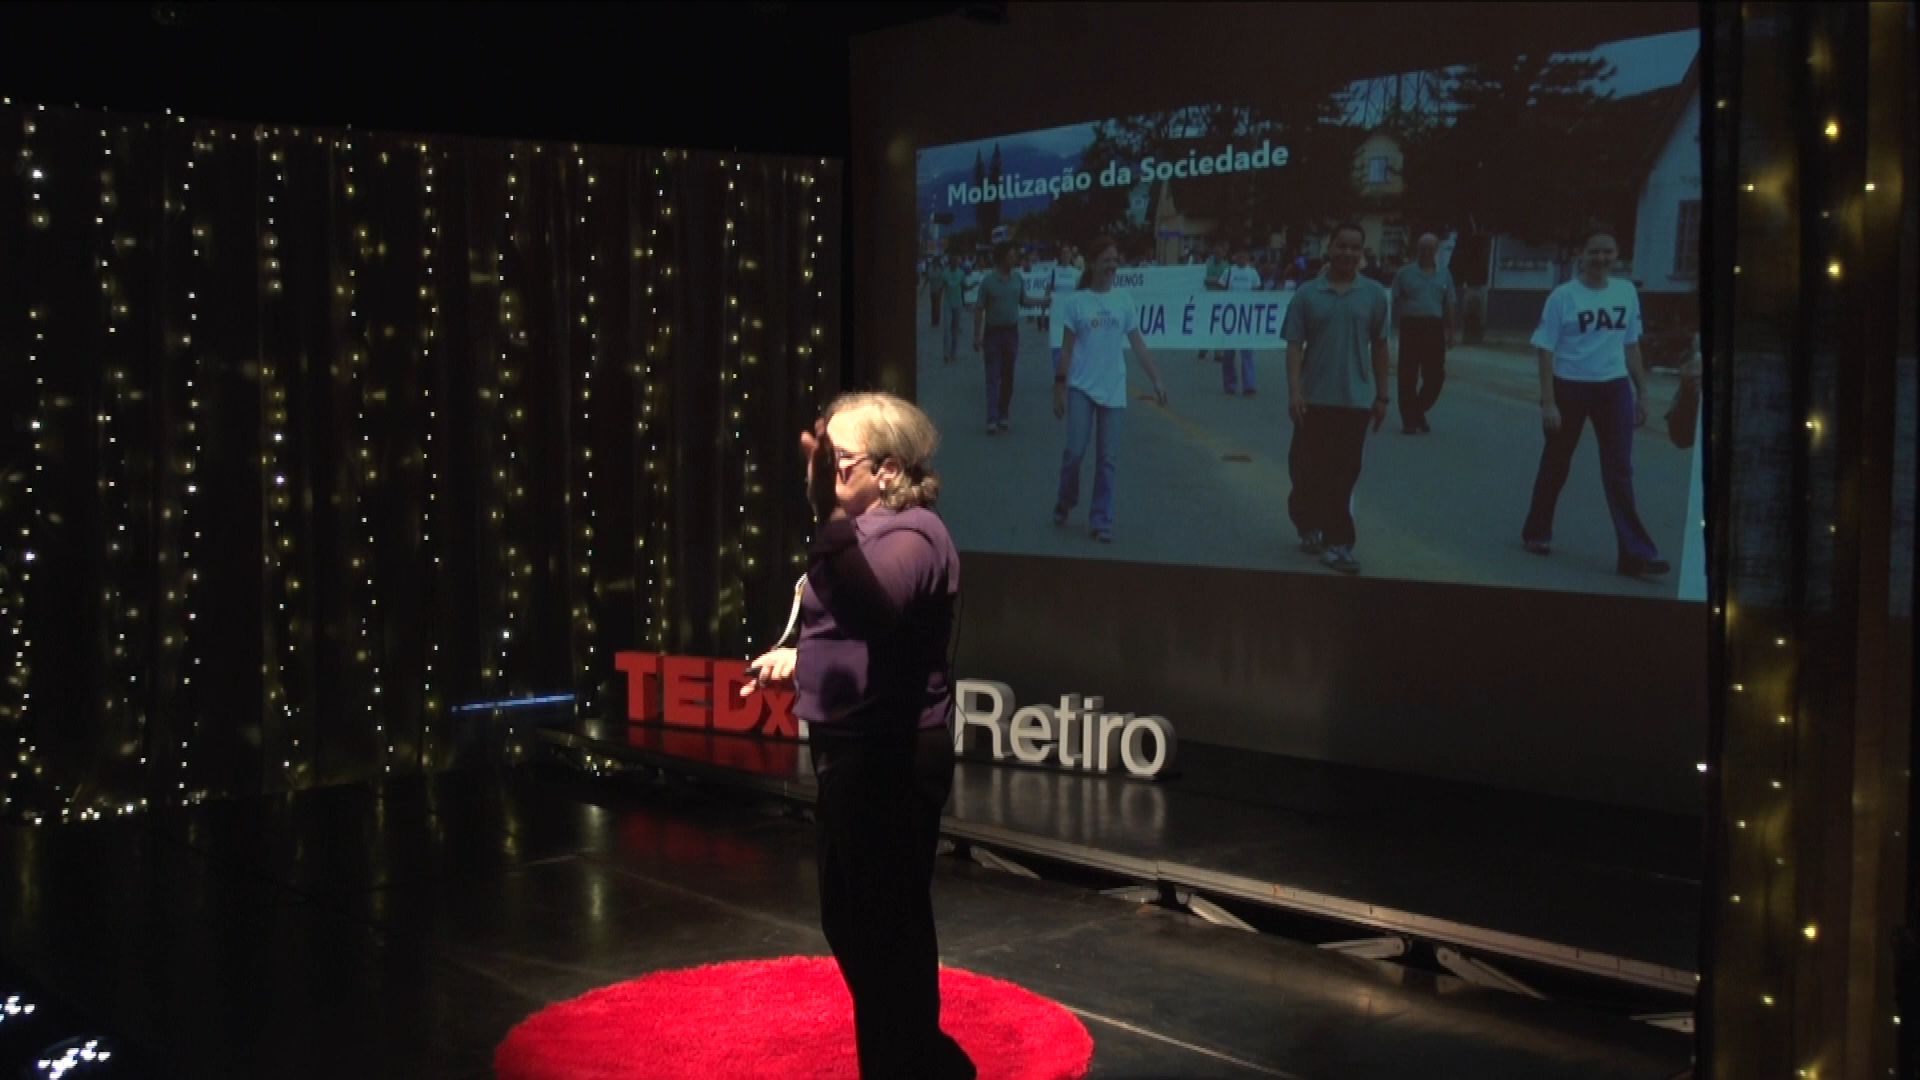 Mobilização da Sociedade
UA É FONTE
PAZ
TEDx
Retiro